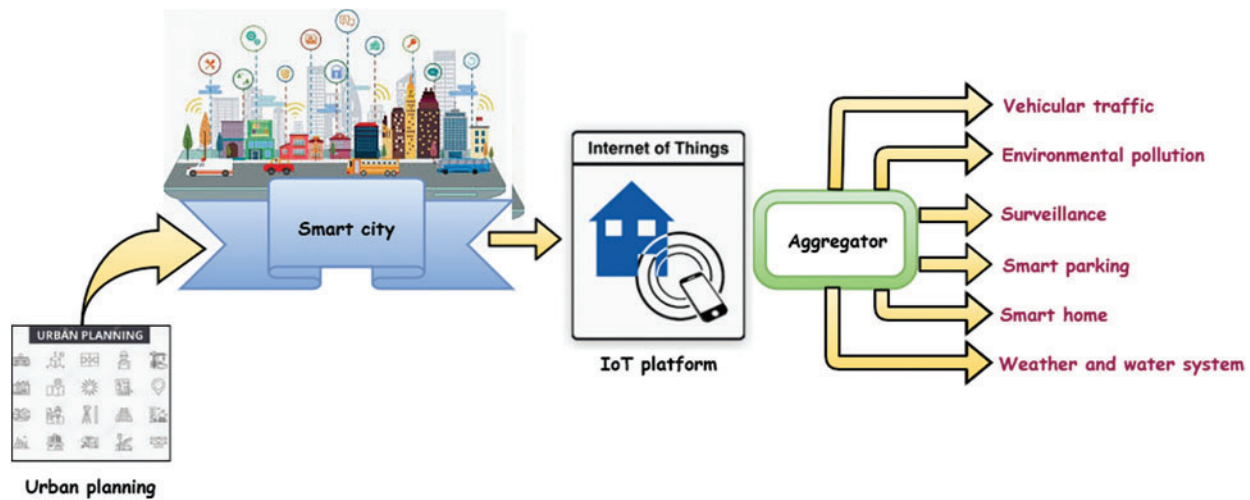 Smart city
URBAN PLANNING
Urban planning
Internet of Things
IoT platform
Aggregator
Vehicular traffic
Environmental pollution
Surveillance
Smart parking
Smart home
Weather and water system